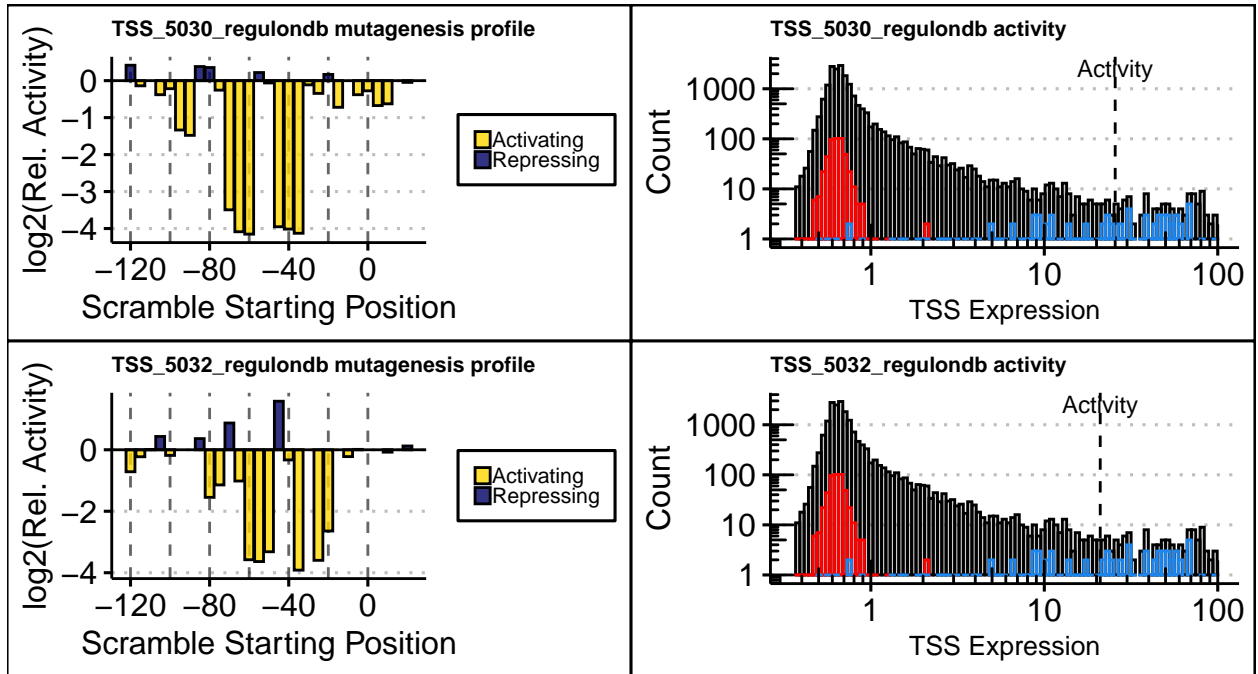 TSS_5030_regulondb mutagenesis profile
log2(Rel. Activity)
0
−1
−2
−3
−4
−120 −80 −40 0
Scramble Starting Position
Activating
Repressing
TSS_5030_regulondb activity
Activity
Count
1000
100
10
1
1 10 100
TSS Expression
TSS_5032_regulondb mutagenesis profile
log2(Rel. Activity)
0
−2
−4
−120 −80 −40 0
Scramble Starting Position
Activating
Repressing
TSS_5032_regulondb activity
Activity
Count
1000
100
10
1
1 10 100
TSS Expression